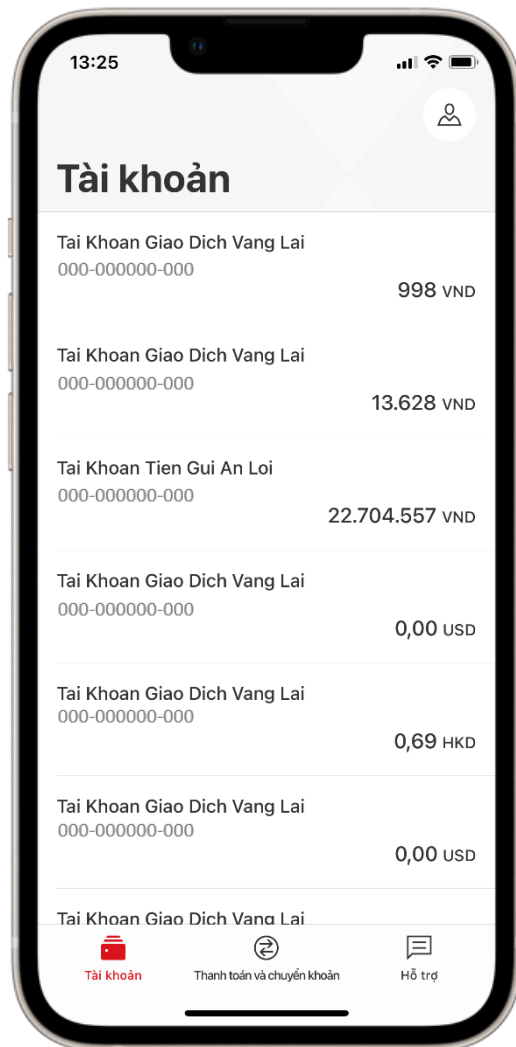 13:25
Tài khoản
Tai Khoan Giao Dich Vang Lai
000-000000-000
998 VND
Tai Khoan Giao Dich Vang Lai
000-000000-000
13.628 VND
Tai Khoan Tien Gui An Loi
000-000000-000
22.704.557 VND
Tai Khoan Giao Dich Vang Lai
000-000000-000
0,00 USD
Tai Khoan Giao Dich Vang Lai
000-000000-000
0,69 HKD
Tai Khoan Giao Dich Vang Lai
000-000000-000
0,00 USD
Tai Khoan Giao Dich Vang Lai
Tài khoản Thanh toán và chuyển khoản Hỗ trợ